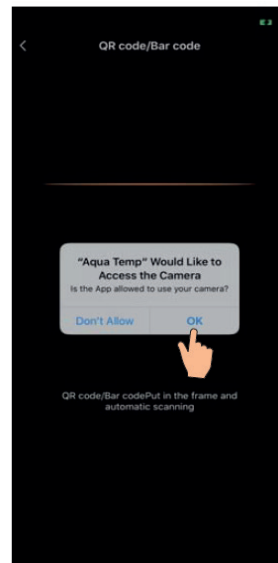 QR code/Bar code
"Aqua Temp" Would Like to
Access the Camera
Is the App allowed to use your camera?
Don't Allow
OK
QR code/Bar codePut in the frame and
automatic scanning